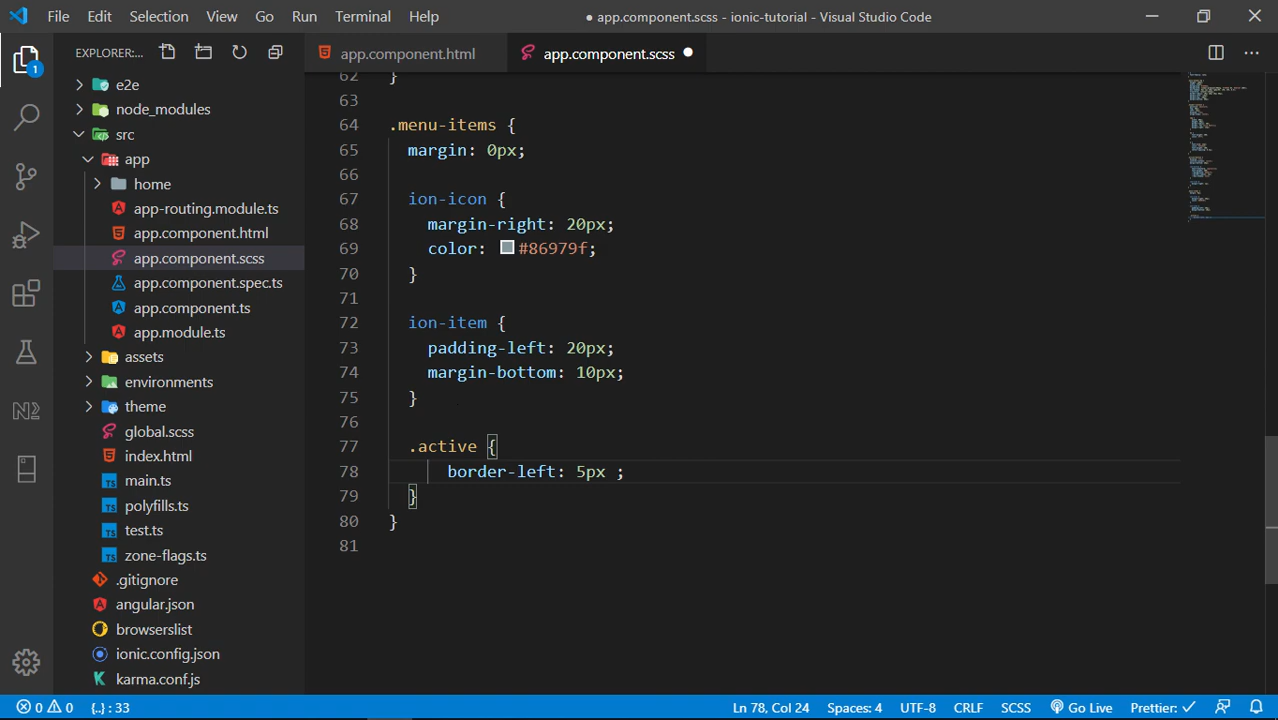 File Edit Selection View Go Run Terminal Help
● app.component.scss - ionic-tutorial - Visual Studio Code
EXPLORER:...
app.component.html
app.component.scss
1
e2e
node_modules
src
app
home
app-routing.module.ts
app.component.html
app.component.scss
app.component.spec.ts
app.component.ts
app.module.ts
assets
environments
theme
global.scss
index.html
main.ts
polyfills.ts
test.ts
zone-flags.ts
.gitignore
angular.json
browserslist
ionic.config.json
karma.conf.js
62 }
63
64 .menu-items {
65 margin: 0px;
66
67 ion-icon {
68 margin-right: 20px;
69 color: #86979f;
70 }
71
72 ion-item {
73 padding-left: 20px;
74 margin-bottom: 10px;
75 }
76
77 .active {
78 border-left: 5px ;
79 }
80 }
81
0 0 {..} : 33 Ln 78, Col 24 Spaces: 4 UTF-8 CRLF SCSS Go Live Prettier: ✓